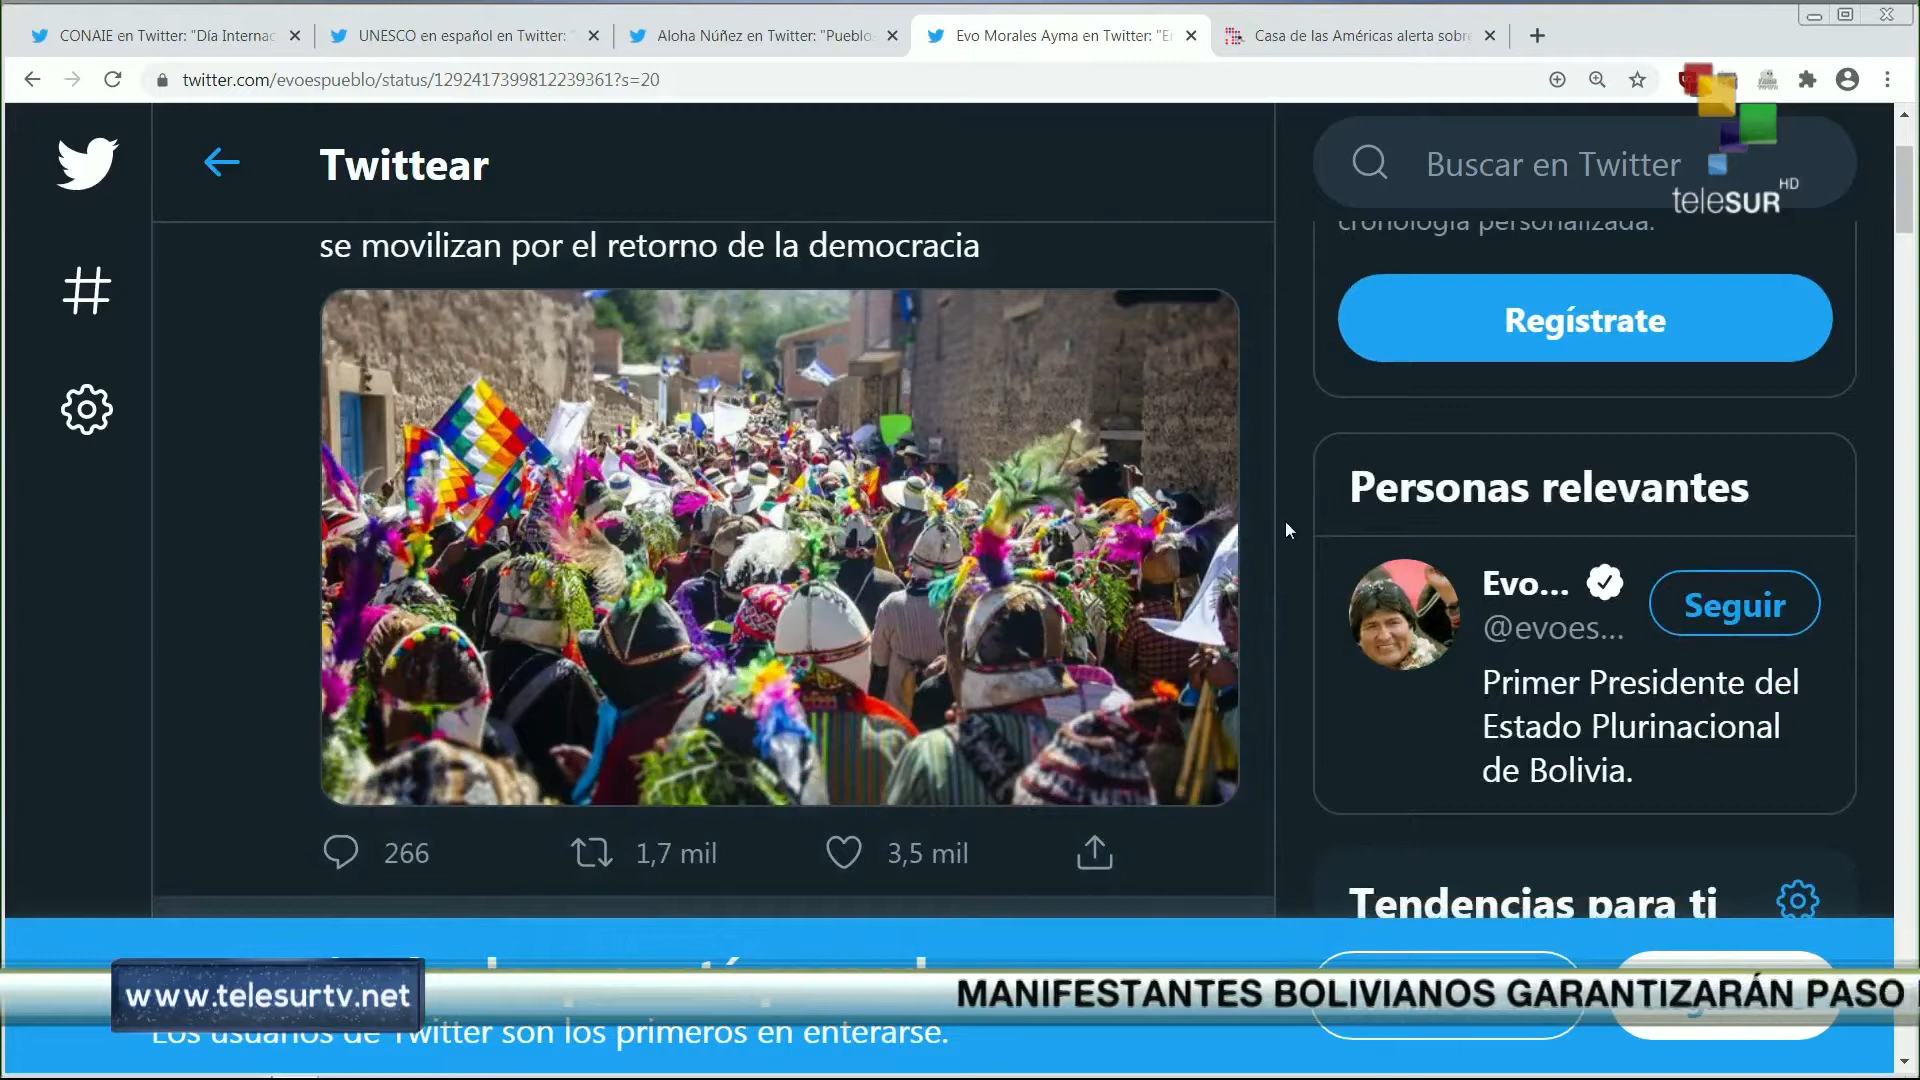 CONAIE en Twitter: "Día Internac
UNESCO en español en Twitter: "
Aloha Núñez en Twitter: "Pueblo
Evo Morales Ayma en Twitter: "E
Casa de las Américas alerta sobre
twitter.com/evoespueblo/status/1292417399812239361?s=20
Twittear
Buscar en Twitter
teleSUR HD
se movilizan por el retorno de la democracia
cronología personalizada.
Regístrate
Personas relevantes
Evo...
@evoes...
Seguir
Primer Presidente del
Estado Plurinacional
de Bolivia.
266
1,7 mil
3,5 mil
Tendencias para ti
www.telesurtv.net
MANIFESTANTES BOLIVIANOS GARANTIZARÁN PASO
Los usuarios de Twitter son los primeros en enterarse.